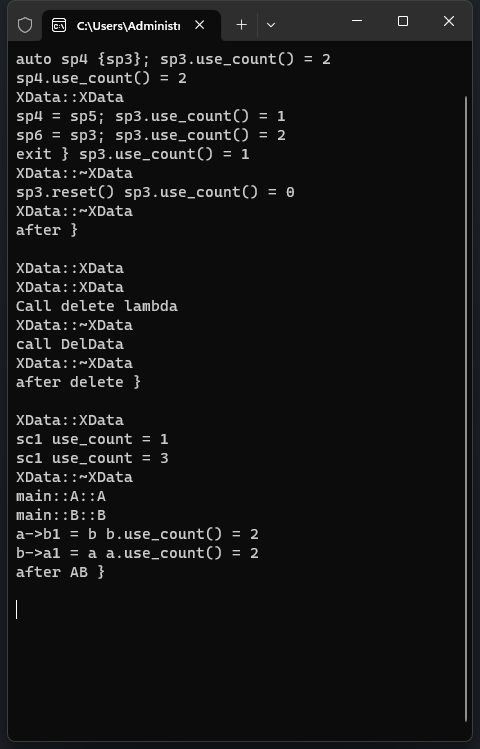 C:\Users\Administr
auto sp4 {sp3}; sp3.use_count() = 2
sp4.use_count() = 2
XData::XData
sp4 = sp5; sp3.use_count() = 1
sp6 = sp3; sp3.use_count() = 2
exit } sp3.use_count() = 1
XData::~XData
sp3.reset() sp3.use_count() = 0
XData::~XData
after }
XData::XData
XData::XData
Call delete lambda
XData::~XData
call DelData
XData::~XData
after delete }
XData::XData
sc1 use_count = 1
sc1 use_count = 3
XData::~XData
main::A::A
main::B::B
a->b1 = b b.use_count() = 2
b->a1 = a a.use_count() = 2
after AB }